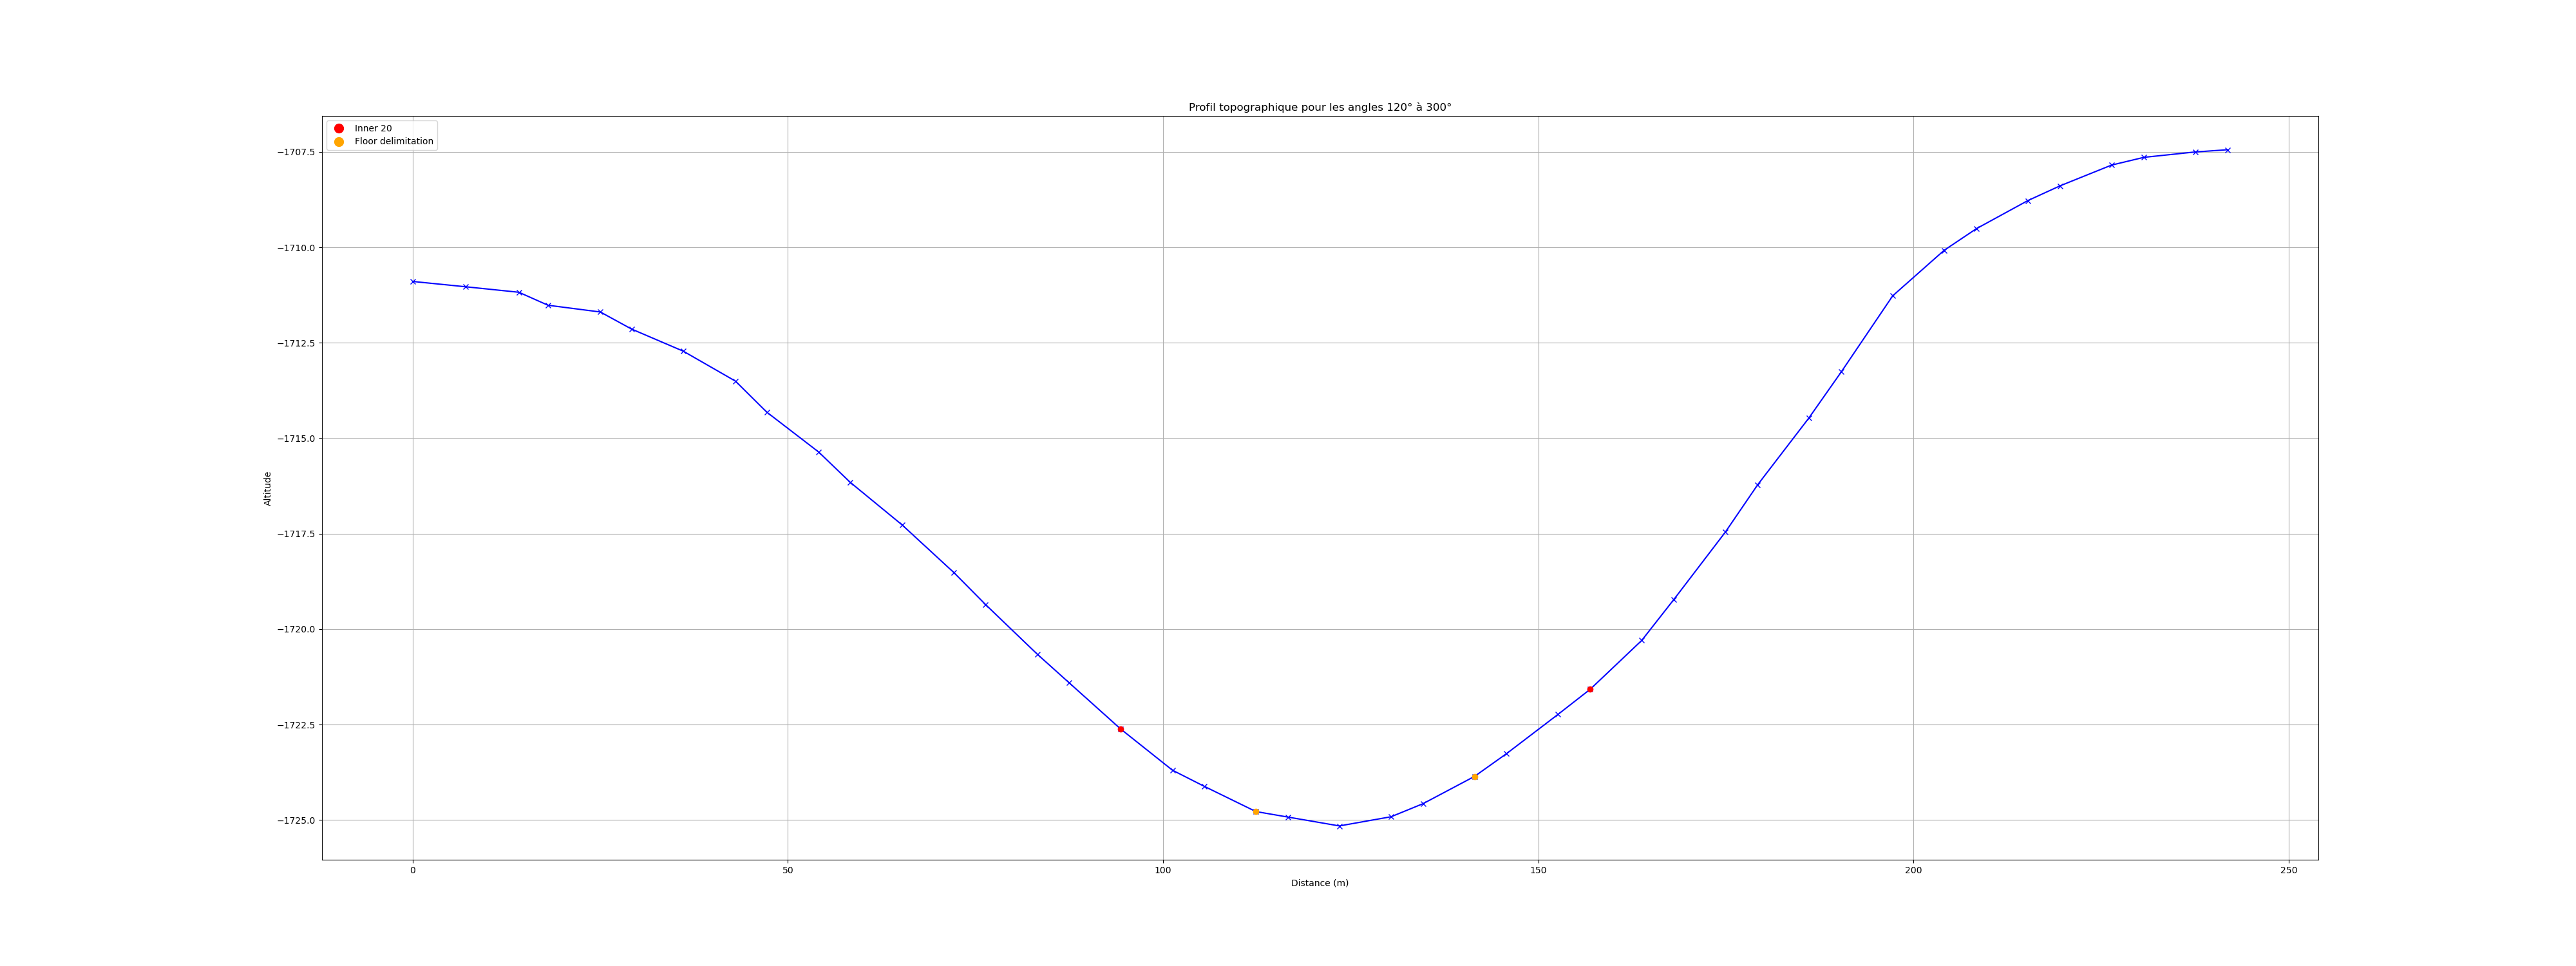 Profil topographique pour les angles 120° à 300°
Inner 20
Floor delimitation
−1707.5
−1710.0
−1712.5
−1715.0
−1717.5
−1720.0
−1722.5
−1725.0
Altitude
0 50 100 150 200 250
Distance (m)